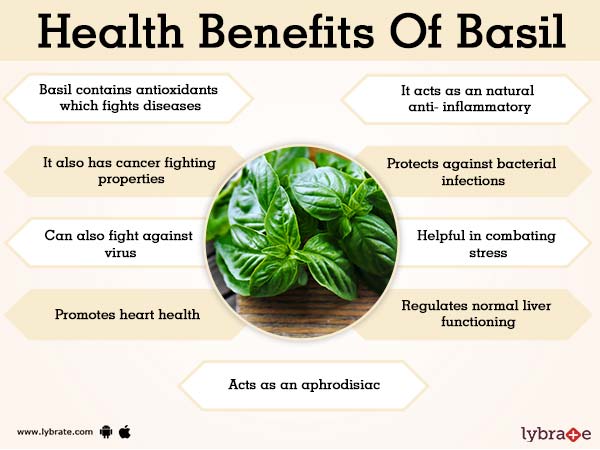 Health Benefits Of Basil
Basil contains antioxidants
which fights diseases
It acts as an natural
anti- inflammatory
It also has cancer fighting
properties
Protects against bacterial
infections
Can also fight against
virus
Helpful in combating
stress
Promotes heart health
Regulates normal liver
functioning
Acts as an aphrodisiac
www.lybrate.com
lybrate